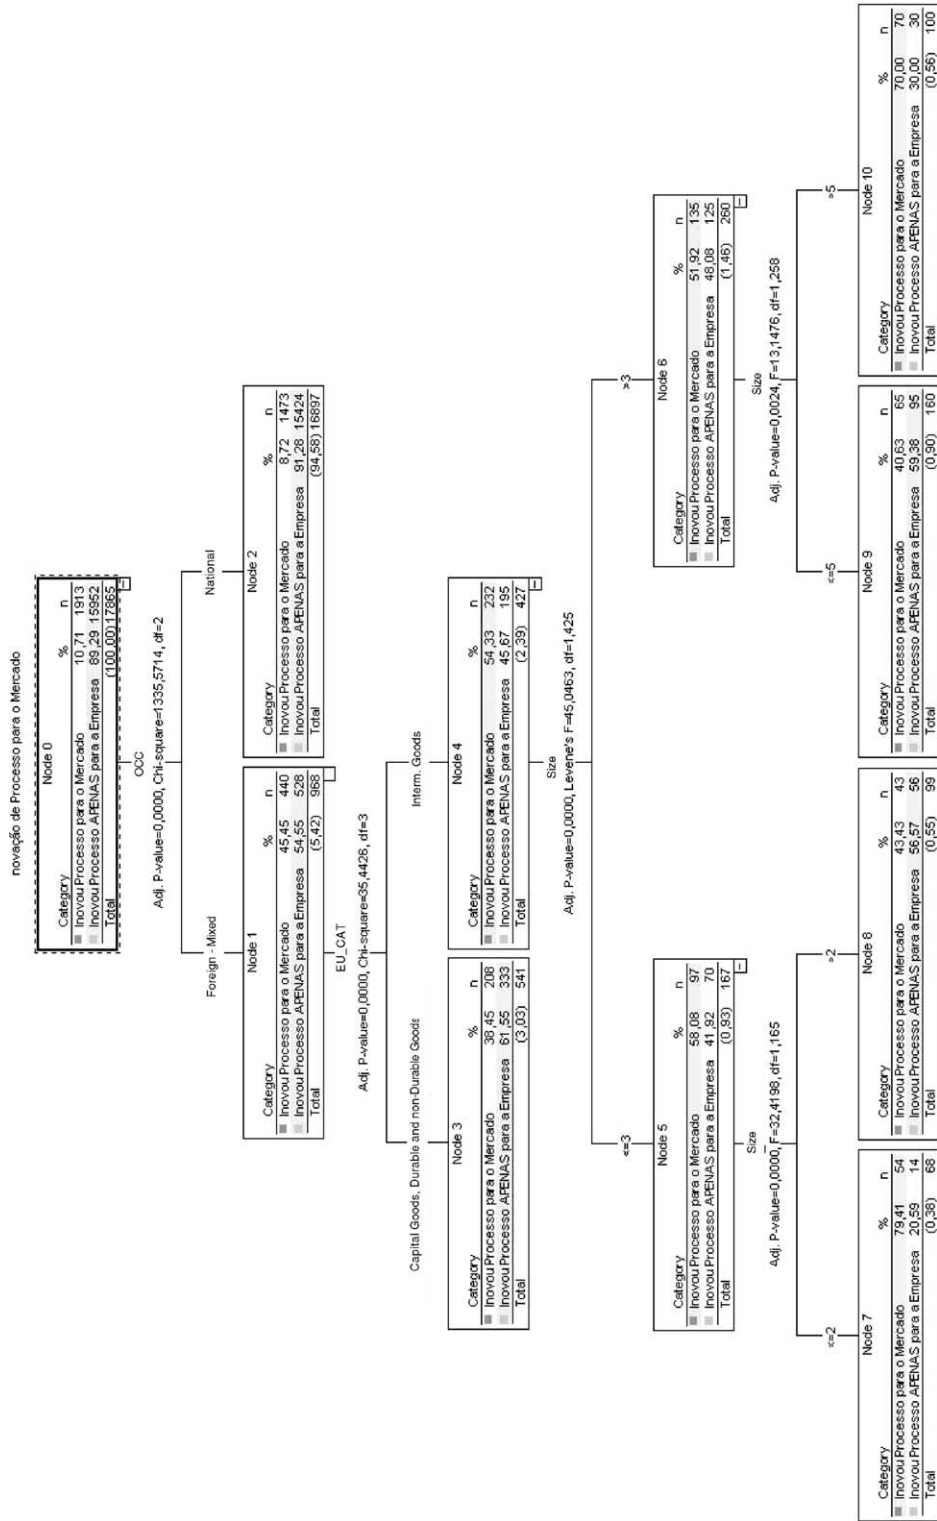 novação de Processo para o Mercado
Node 0
Category % n
Inovou Processo para o Mercado 10,71 1913
Inovou Processo APENAS para a Empresa 89,29 15952
Total (100,00) 17865
OCC
Adj. P-value=0,0000, Chi-square=1335,5714, df=2
Foreign - Mixed
National
Node 1
Category % n
Inovou Processo para o Mercado 45,45 440
Inovou Processo APENAS para a Empresa 54,55 528
Total (5,42) 968
Node 2
Category % n
Inovou Processo para o Mercado 8,72 1473
Inovou Processo APENAS para a Empresa 91,28 15424
Total (94,58) 16897
EU_CAT
Adj. P-value=0,0000, Chi-square=35,4426, df=3
Capital Goods, Durable and non-Durable Goods
Interm. Goods
Node 3
Category % n
Inovou Processo para o Mercado 38,45 208
Inovou Processo APENAS para a Empresa 61,55 333
Total (3,03) 541
Node 4
Category % n
Inovou Processo para o Mercado 54,33 232
Inovou Processo APENAS para a Empresa 45,67 195
Total (2,39) 427
Size
Adj. P-value=0,0000, Levene's F=45,0463, df=1,425
<=3
>3
Node 5
Category % n
Inovou Processo para o Mercado 58,08 97
Inovou Processo APENAS para a Empresa 41,92 70
Total (0,93) 167
Node 6
Category % n
Inovou Processo para o Mercado 51,92 135
Inovou Processo APENAS para a Empresa 48,08 125
Total (1,46) 260
Size
Adj. P-value=0,0000, F=32,4198, df=1,165
Size
Adj. P-value=0,0024, F=13,1476, df=1,258
<=2
>2
<=5
>5
Node 7
Category % n
Inovou Processo para o Mercado 79,41 54
Inovou Processo APENAS para a Empresa 20,59 14
Total (0,38) 68
Node 8
Category % n
Inovou Processo para o Mercado 43,43 43
Inovou Processo APENAS para a Empresa 56,57 56
Total (0,55) 99
Node 9
Category % n
Inovou Processo para o Mercado 40,63 65
Inovou Processo APENAS para a Empresa 59,38 95
Total (0,90) 160
Node 10
Category % n
Inovou Processo para o Mercado 70,00 70
Inovou Processo APENAS para a Empresa 30,00 30
Total (0,56) 100